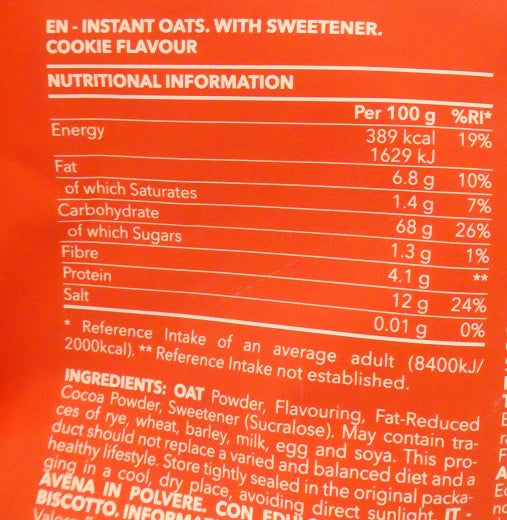 EN - INSTANT OATS. WITH SWEETENER.
COOKIE FLAVOUR
NUTRITIONAL INFORMATION
Per 100 g %RI*
Energy 389 kcal 19%
1629 kJ
Fat 6.8 g 10%
of which Saturates 1.4 g 7%
Carbohydrate 68 g 26%
of which Sugars 1.3 g 1%
Fibre 4.1 g **
Protein 12 g 24%
Salt 0.01 g 0%
* Reference Intake of an average adult (8400kJ/
2000kcal). ** Reference Intake not established.
INGREDIENTS: OAT Powder, Flavouring, Fat-Reduced
Cocoa Powder, Sweetener (Sucralose). May contain tra-
ces of rye, wheat, barley, milk, egg and soya. This pro-
duct should not replace a varied and balanced diet and a
healthy lifestyle. Store tightly sealed in the original packa-
ging in a cool, dry place, avoiding direct sunlight. IT -
AVENA IN POLVERE. CON
BISCOTTO.